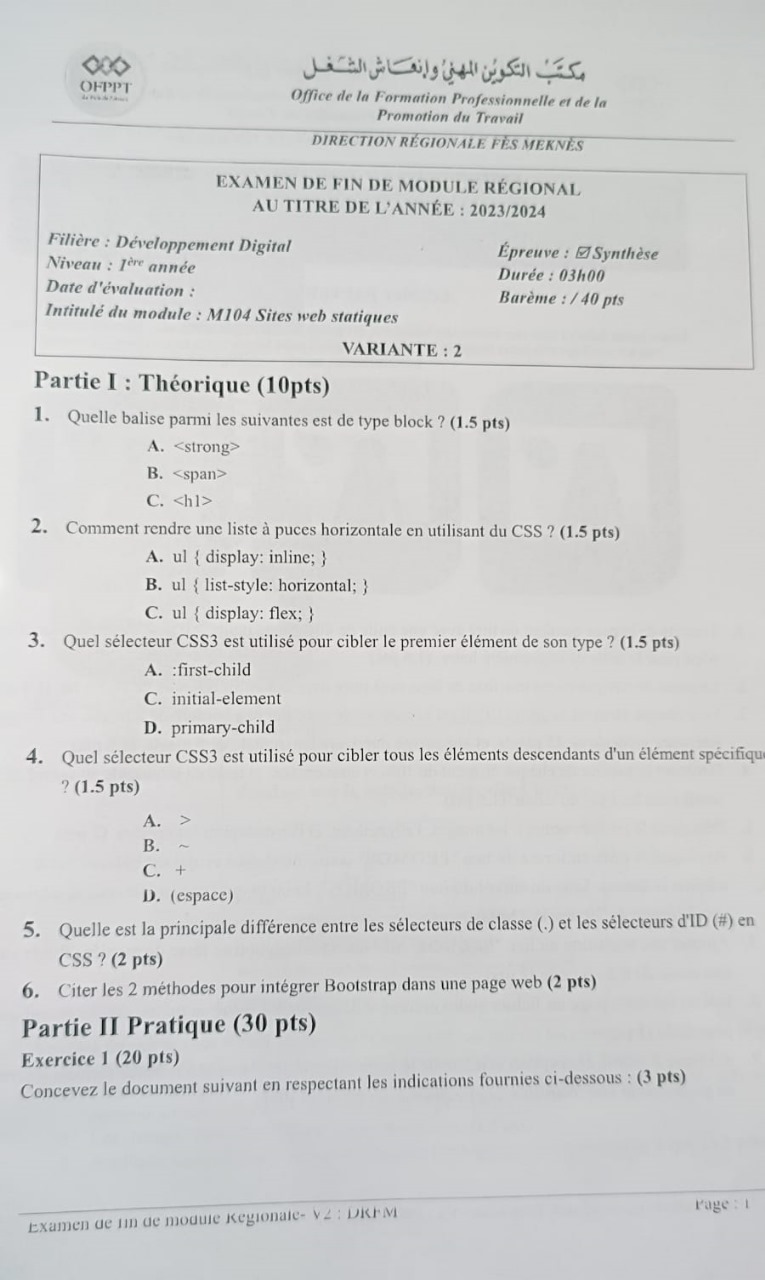 OFPPT
مكتب التكوين المهني وإنعاش الشغل
Office de la Formation Professionnelle et de la
Promotion du Travail
DIRECTION RÉGIONALE FÈS MEKNÈS
EXAMEN DE FIN DE MODULE RÉGIONAL
AU TITRE DE L'ANNÉE : 2023/2024
Filière : Développement Digital
Niveau : 1ère année
Date d'évaluation :
Intitulé du module : M104 Sites web statiques
Épreuve : ☑Synthèse
Durée : 03h00
Barème : / 40 pts
VARIANTE : 2
Partie I : Théorique (10pts)
1. Quelle balise parmi les suivantes est de type block ? (1.5 pts)
A. <strong>
B. <span>
C. <h1>
2. Comment rendre une liste à puces horizontale en utilisant du CSS ? (1.5 pts)
A. ul { display: inline; }
B. ul { list-style: horizontal; }
C. ul { display: flex; }
3. Quel sélecteur CSS3 est utilisé pour cibler le premier élément de son type ? (1.5 pts)
A. :first-child
C. initial-element
D. primary-child
4. Quel sélecteur CSS3 est utilisé pour cibler tous les éléments descendants d'un élément spécifique
? (1.5 pts)
A. >
B. ~
C. +
D. (espace)
5. Quelle est la principale différence entre les sélecteurs de classe (.) et les sélecteurs d'ID (#) en
CSS ? (2 pts)
6. Citer les 2 méthodes pour intégrer Bootstrap dans une page web (2 pts)
Partie II Pratique (30 pts)
Exercice 1 (20 pts)
Concevez le document suivant en respectant les indications fournies ci-dessous : (3 pts)
Examen de fin de module Régionale- V2 : DRFM
Page : 1